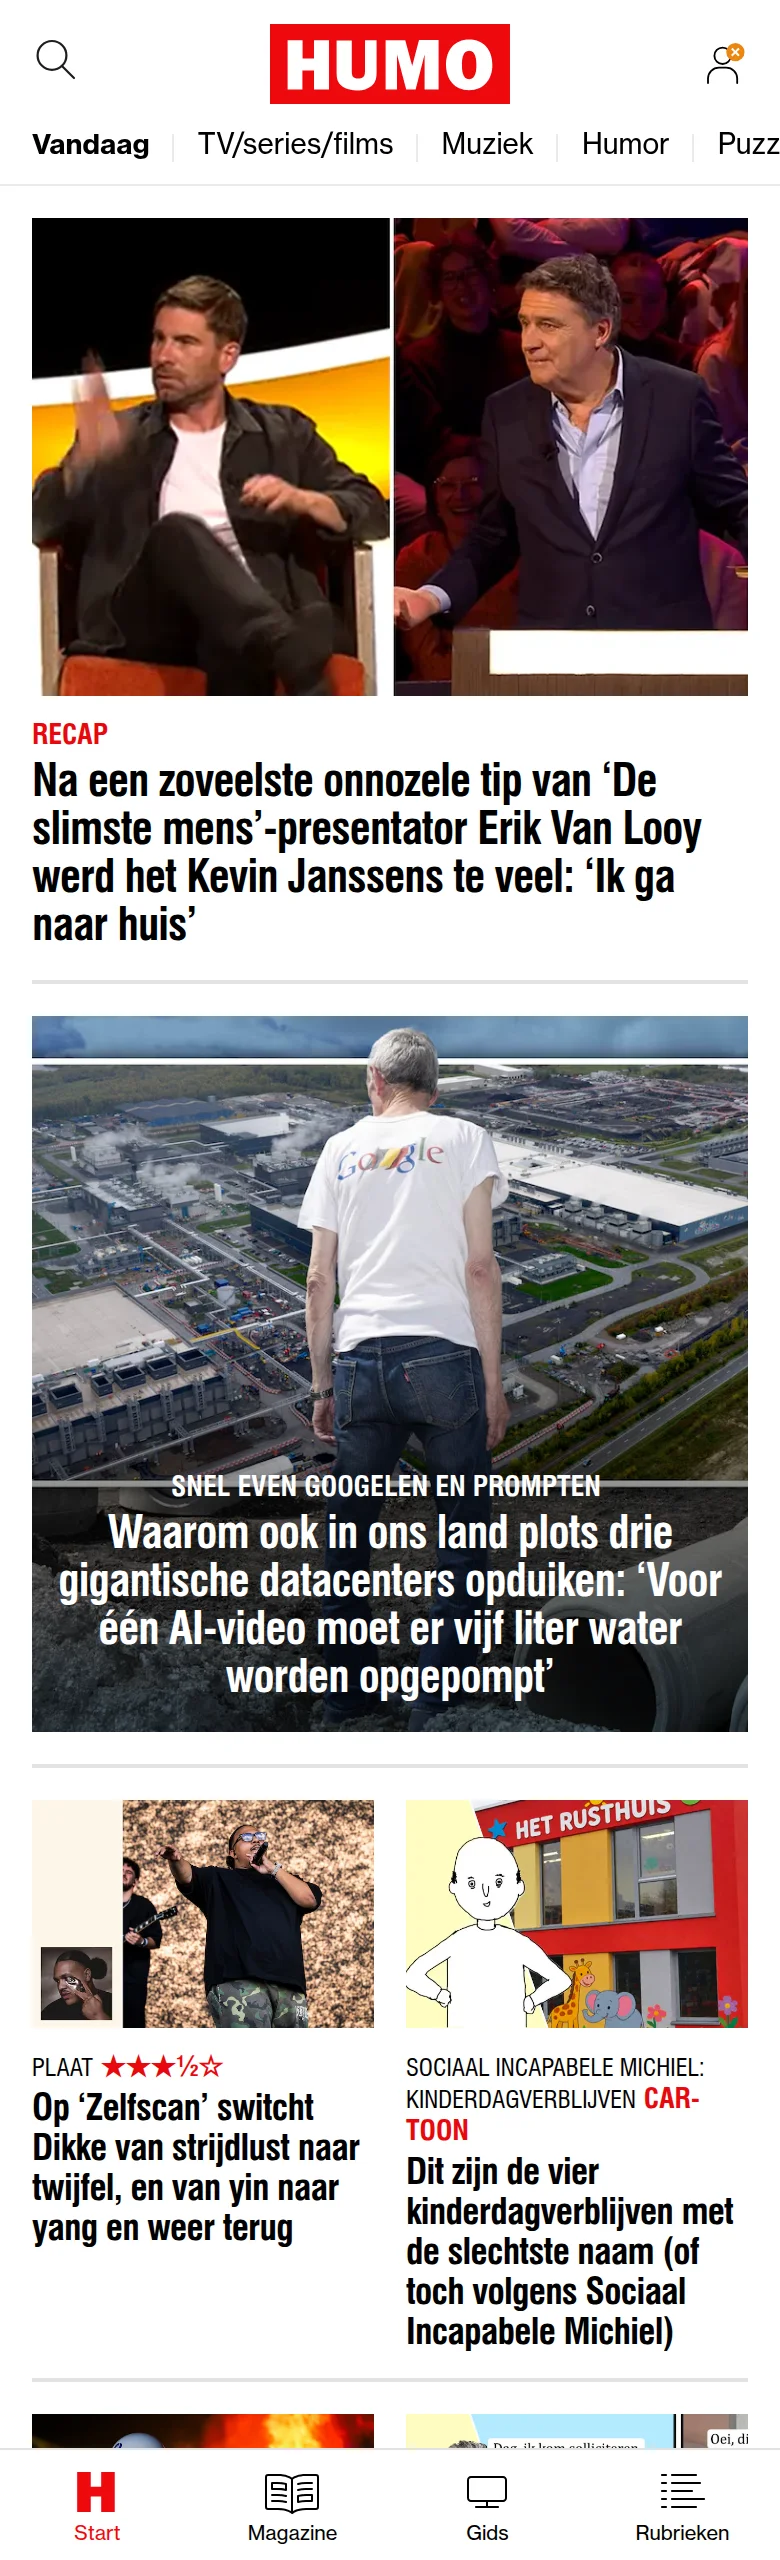 HUMO
Vandaag
TV/series/films
Muziek
Humor
Puzz
RECAP
Na een zoveelste onnozele tip van ‘De
slimste mens’-presentator Erik Van Looy
werd het Kevin Janssens te veel: ‘Ik ga
naar huis’
Google
SNEL EVEN GOOGELEN EN PROMPTEN
Waarom ook in ons land plots drie
gigantische datacenters opduiken: ‘Voor
één AI-video moet er vijf liter water
worden opgepompt’
HET RUSTHUIS
PLAAT ★★★½☆
Op ‘Zelfscan’ switcht
Dikke van strijdlust naar
twijfel, en van yin naar
yang en weer terug
SOCIAAL INCAPABELE MICHIEL:
KINDERDAGVERBLIJVEN CAR-
TOON
Dit zijn de vier
kinderdagverblijven met
de slechtste naam (of
toch volgens Sociaal
Incapabele Michiel)
Dag, ik kom solliciteren
Oei, di
H
Start
Magazine
Gids
Rubrieken